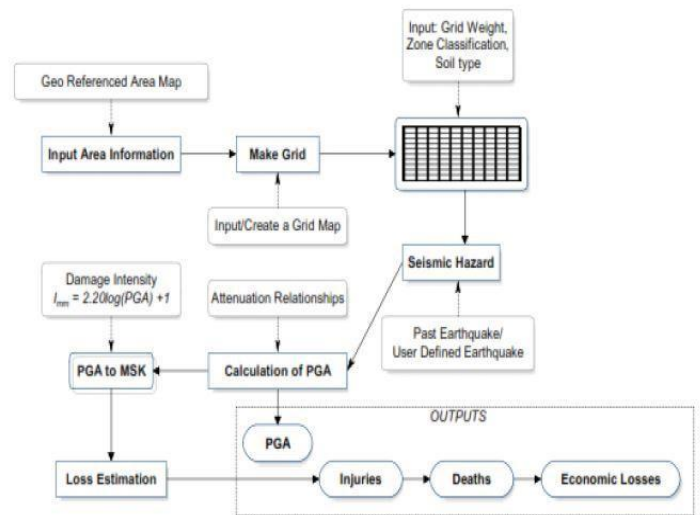 Input: Grid Weight,
Zone Classification,
Soil type
Geo Referenced Area Map
Input Area Information
Make Grid
Input/Create a Grid Map
Seismic Hazard
Damage Intensity
Imm = 2.20log(PGA) +1
Attenuation Relationships
Past Earthquake/
User Defined Earthquake
PGA to MSK
Calculation of PGA
OUTPUTS
PGA
Loss Estimation
Injuries
Deaths
Economic Losses